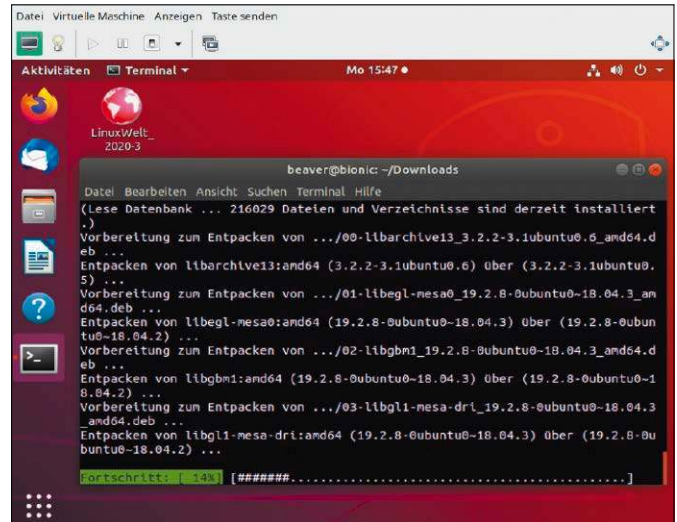 Datei Virtuelle Maschine Anzeigen Taste senden
Aktivitäten Terminal Mo 15:47
LinuxWelt_
2020-3
beaver@bionic: ~/Downloads
Datei Bearbeiten Ansicht Suchen Terminal Hilfe
(Lese Datenbank ... 216029 Dateien und Verzeichnisse sind derzeit installiert
.)
Vorbereitung zum Entpacken von .../00-libarchive13_3.2.2-3.1ubuntu0.6_amd64.d
eb ...
Entpacken von libarchive13:amd64 (3.2.2-3.1ubuntu0.6) über (3.2.2-3.1ubuntu0.
5) ...
Vorbereitung zum Entpacken von .../01-libegl-mesa0_19.2.8-0ubuntu0~18.04.3_am
d64.deb ...
Entpacken von libegl-mesa0:amd64 (19.2.8-0ubuntu0~18.04.3) über (19.2.8-0ubun
tu0~18.04.2) ...
Vorbereitung zum Entpacken von .../02-libgbm1_19.2.8-0ubuntu0~18.04.3_amd64.d
eb ...
Entpacken von libgbm1:amd64 (19.2.8-0ubuntu0~18.04.3) über (19.2.8-0ubuntu0~1
8.04.2) ...
Vorbereitung zum Entpacken von .../03-libgl1-mesa-dri_19.2.8-0ubuntu0~18.04.3
_amd64.deb ...
Entpacken von libgl1-mesa-dri:amd64 (19.2.8-0ubuntu0~18.04.3) über (19.2.8-0u
buntu0~18.04.2) ...
Fortschritt: [ 14%] [#######...............................................]